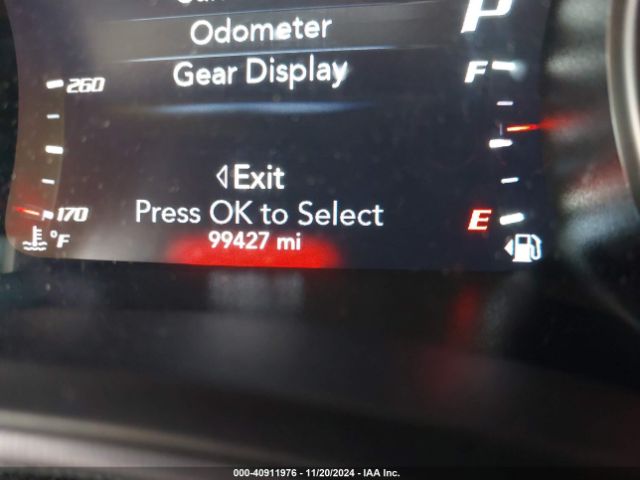 Odometer
P
Gear Display
F
260
◁Exit
Press OK to Select
170
E
99427 mi
°F
000-40911976 - 11/20/2024 - IAA Inc.